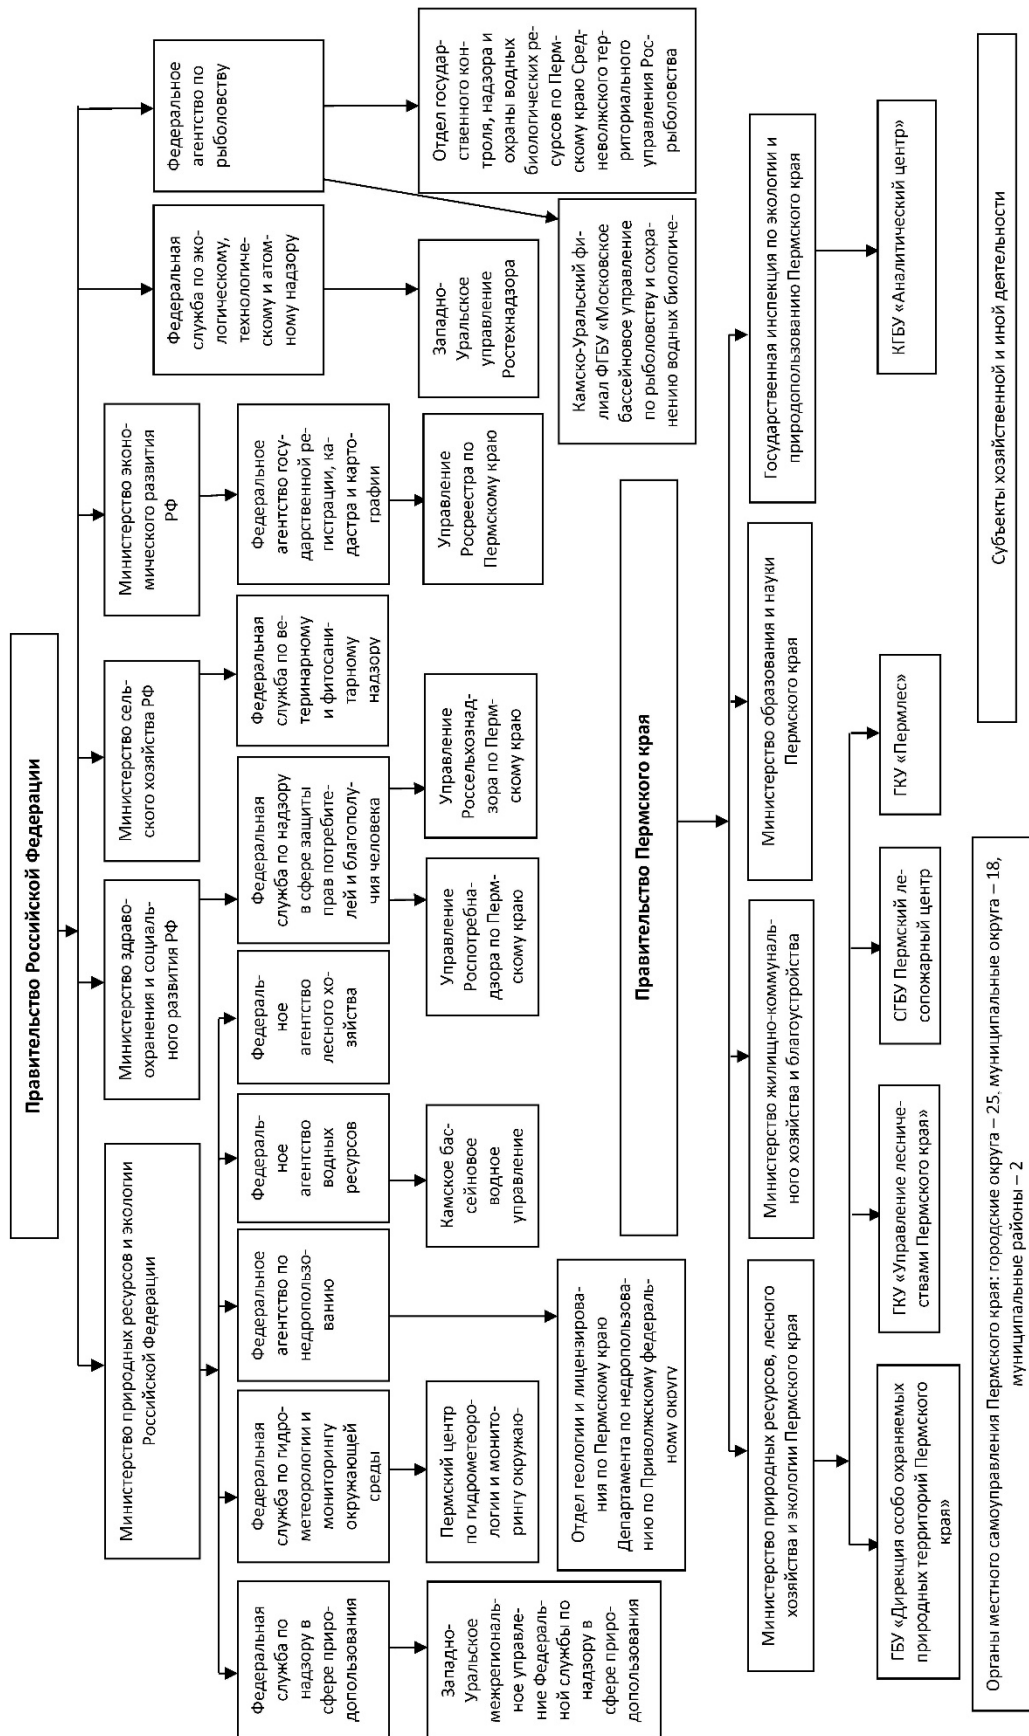 Правительство Российской Федерации
Министерство природных ресурсов и экологии
Российской Федерации
Министерство здраво-
охранения и социаль-
ного развития РФ
Министерство сель-
ского хозяйства РФ
Министерство эконо-
мического развития
РФ
Федеральная
служба по эко-
логическому,
технологиче-
скому и атом-
ному надзору
Федеральное
агентство по
рыболовству
Федеральная
служба по
надзору в
сфере приро-
допользования
Федеральная
служба по гидро-
метеорологии и
мониторингу
окружающей
среды
Федеральное
агентство по
недропользо-
ванию
Федераль-
ное
агентство
водных
ресурсов
Федераль-
ное
агентство
лесного хо-
зяйства
Федеральная
служба по надзору
в сфере защиты
прав потребите-
лей и благополу-
чия человека
Федеральная
служба по ве-
теринарному
и фитосани-
тарному
надзору
Федеральное
агентство госу-
дарственной ре-
гистрации, ка-
дастра и карто-
графии
Западно-
Уральское
межрегиональ-
ное управле-
ние Федераль-
ной службы по
надзору в
сфере приро-
допользования
Пермский центр
по гидрометеоро-
логии и монито-
рингу окружаю-
Камское бас-
сейновое
водное
управление
Управление
Роспотребна-
дзора по Перм-
скому краю
Управление
Россельхознад-
зора по Перм-
скому краю
Управление
Росреестра по
Пермскому краю
Западно-
Уральское
управление
Ростехнадзора
Отдел государ-
ственного кон-
троля, надзора и
охраны водных
биологических ре-
сурсов по Перм-
скому краю Сред-
неволжского тер-
риториального
управления Рос-
рыболовства
Отдел геологии и лицензирова-
ния по Пермскому краю
Департамента по недропользова-
нию по Приволжскому федераль-
ному округу
Камско-Уральский фи-
лиал ФГБУ «Московское
бассейновое управление
по рыболовству и сохра-
нению водных биологиче-
Правительство Пермского края
Министерство природных ресурсов, лесного
хозяйства и экологии Пермского края
Министерство жилищно-коммуналь-
ного хозяйства и благоустройства
Министерство образования и науки
Пермского края
Государственная инспекция по экологии и
природопользованию Пермского края
ГБУ «Дирекция особо охраняемых
природных территорий Пермского
края»
ГКУ «Управление лесниче-
ствами Пермского края»
СГБУ Пермский ле-
сопожарный центр
ГКУ «Пермлес»
КГБУ «Аналитический центр»
Органы местного самоуправления Пермского края: городские округа – 25, муниципальные округа – 18,
муниципальные районы – 2
Субъекты хозяйственной и иной деятельности